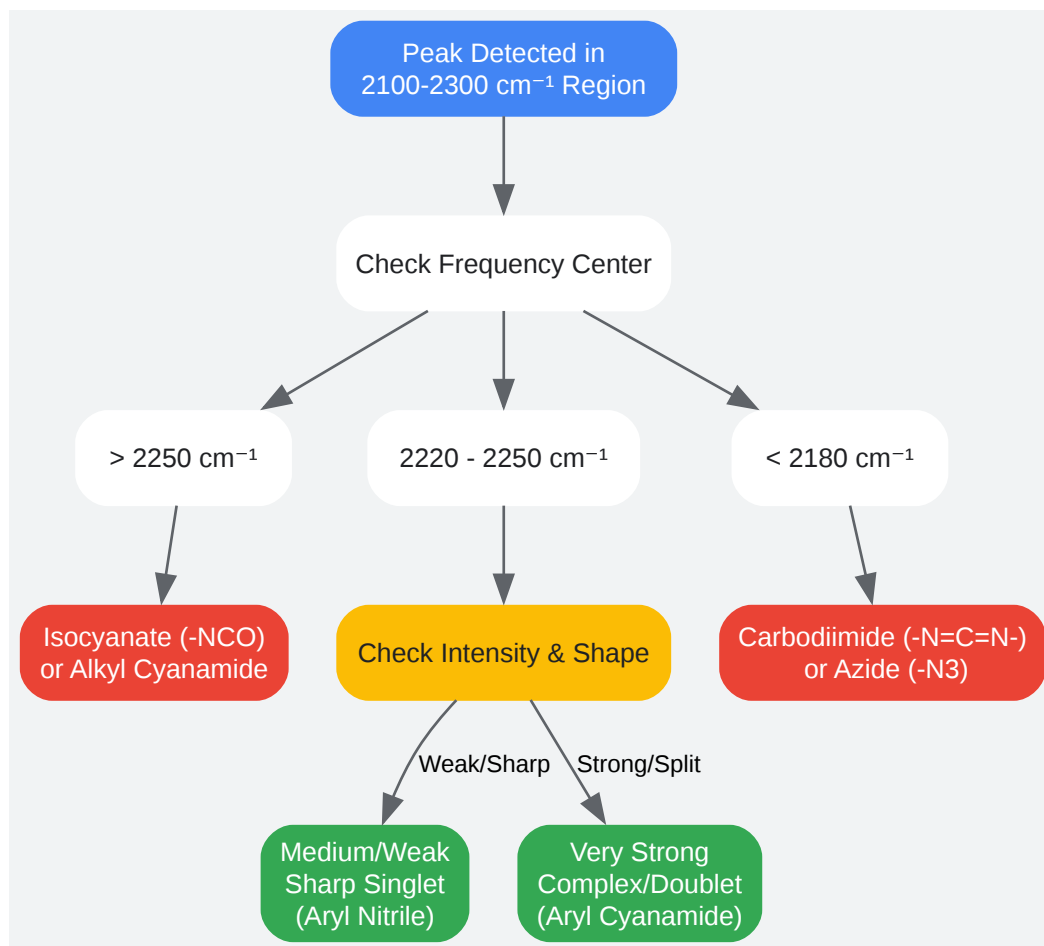 Peak Detected in
2100-2300 cm⁻¹ Region
Check Frequency Center
> 2250 cm⁻¹
2220 - 2250 cm⁻¹
< 2180 cm⁻¹
Isocyanate (-NCO)
or Alkyl Cyanamide
Check Intensity & Shape
Carbodiimide (-N=C=N-)
or Azide (-N3)
Weak/Sharp
Strong/Split
Medium/Weak
Sharp Singlet
(Aryl Nitrile)
Very Strong
Complex/Doublet
(Aryl Cyanamide)